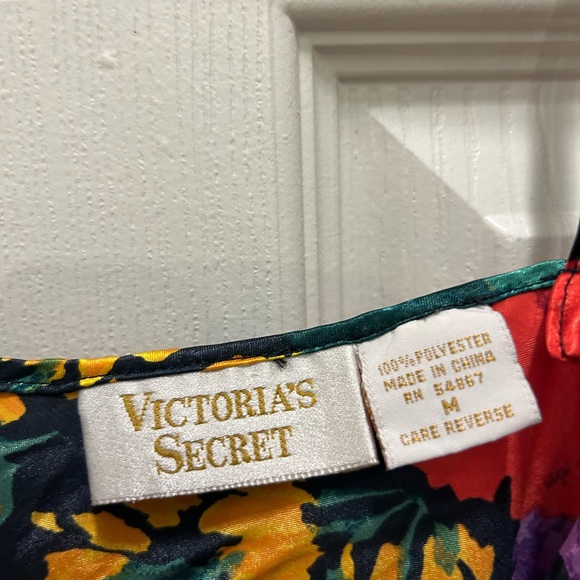 VICTORIA'S
SECRET
100% POLYESTER
MADE IN CHINA
RN 54867
M
CARE REVERSE